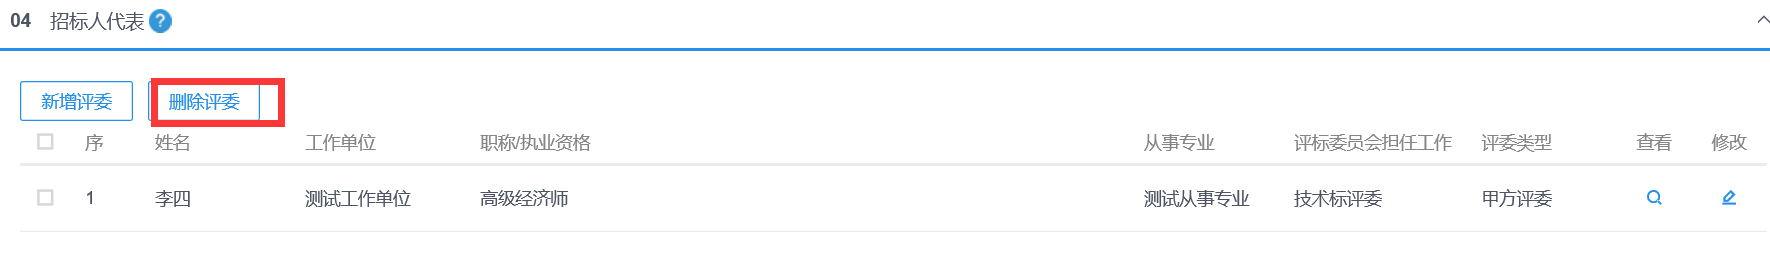 04 招标人代表 ?
新增评委 删除评委
序 姓名 工作单位 职称/执业资格 从事专业 评标委员会担任工作 评委类型 查看 修改
1 李四 测试工作单位 高级经济师 测试从事专业 技术标评委 甲方评委